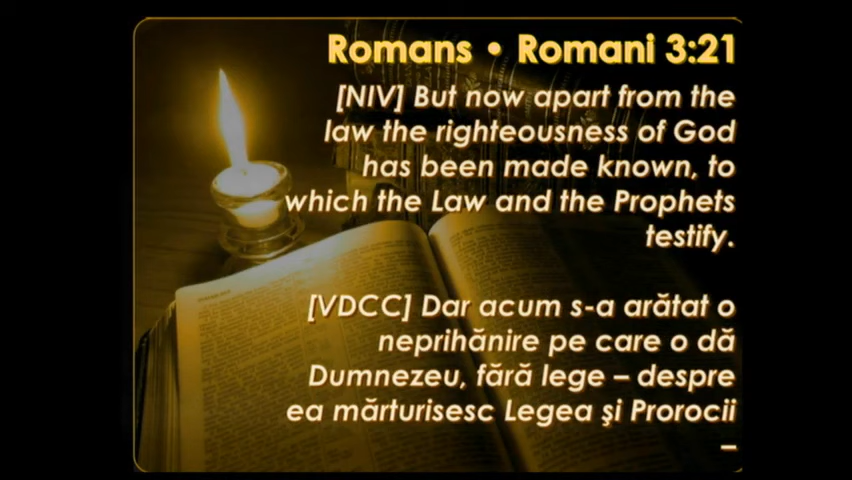 Romans • Romani 3:21
[NIV] But now apart from the
law the righteousness of God
has been made known, to
which the Law and the Prophets
testify.
[VDCC] Dar acum s-a arătat o
neprihănire pe care o dă
Dumnezeu, fără lege – despre
ea mărturisesc Legea şi Prorocii
–